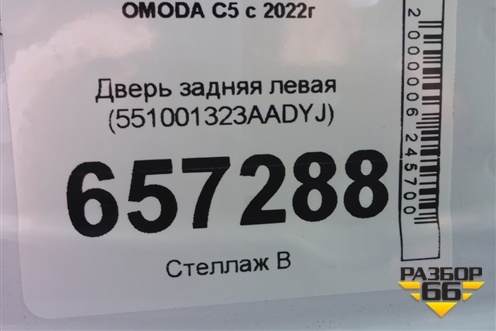 OMODA C5 с 2022г
Дверь задняя левая
(551001323AADYJ)
657288
Стеллаж В
2000006245700
РАЗБОР
66